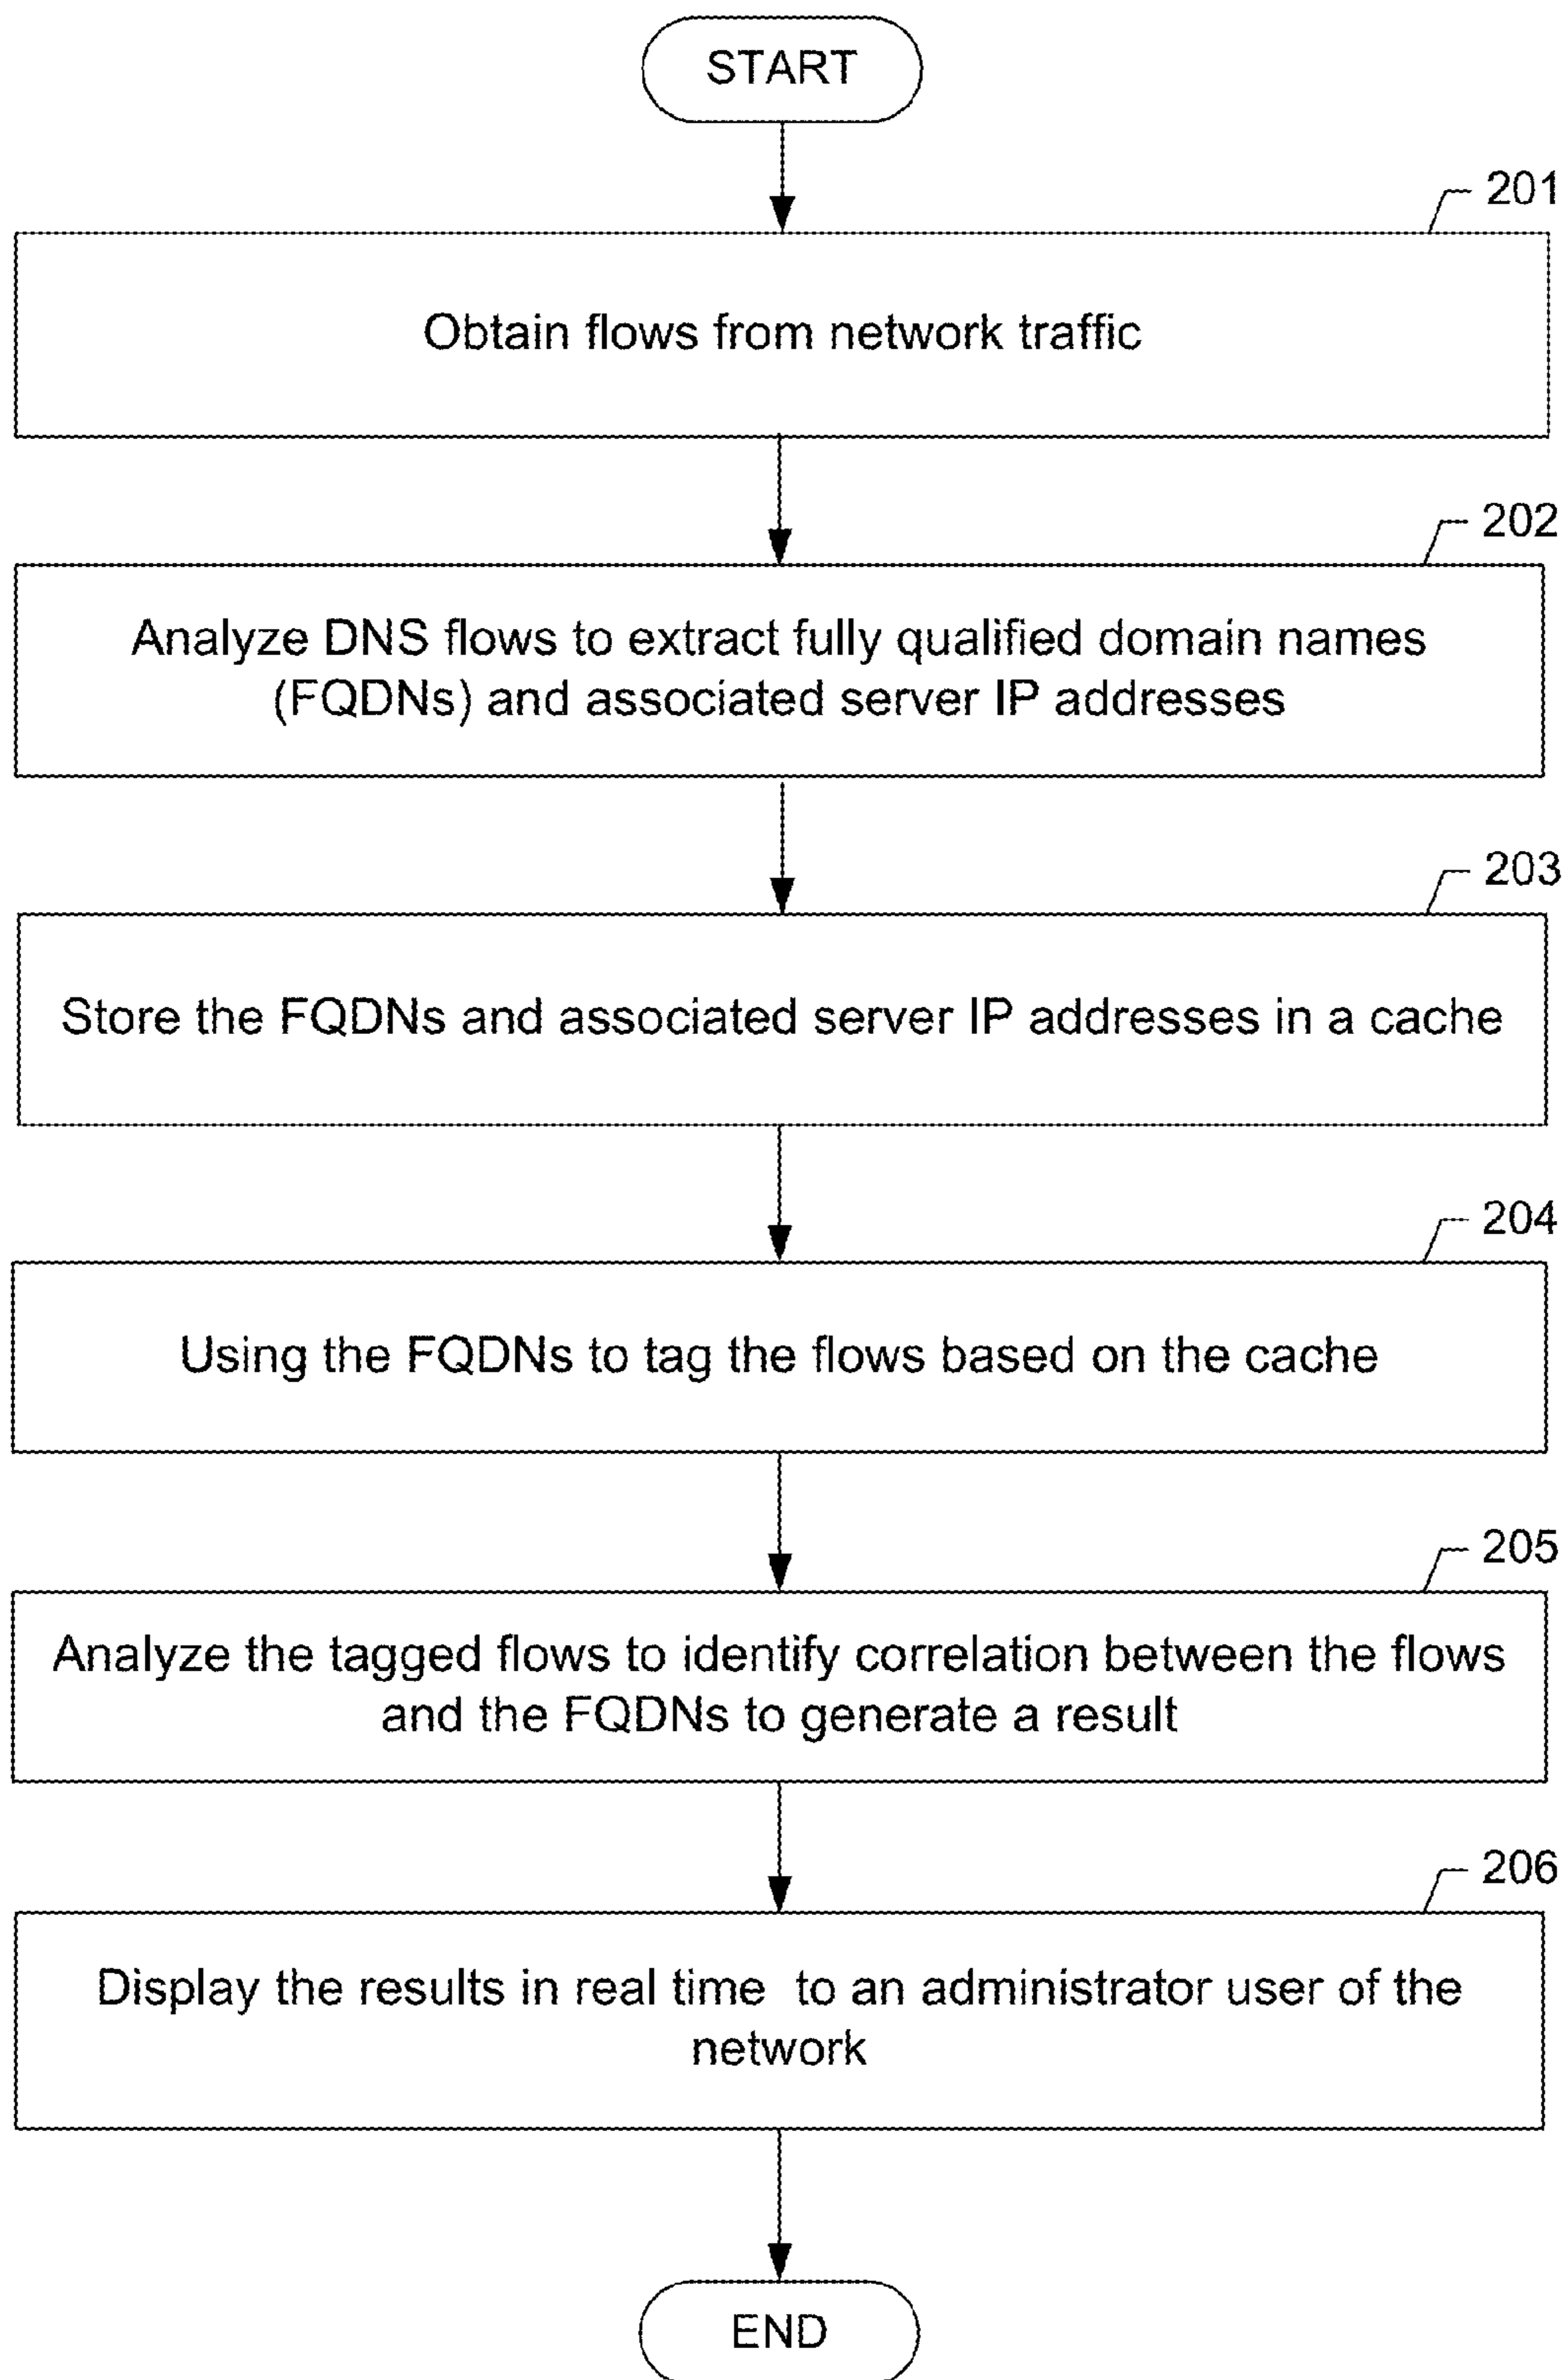 START
201
Obtain flows from network traffic
202
Analyze DNS flows to extract fully qualified domain names
(FQDNs) and associated server IP addresses
203
Store the FQDNs and associated server IP addresses in a cache
204
Using the FQDNs to tag the flows based on the cache
205
Analyze the tagged flows to identify correlation between the flows
and the FQDNs to generate a result
206
Display the results in real time to an administrator user of the
network
END